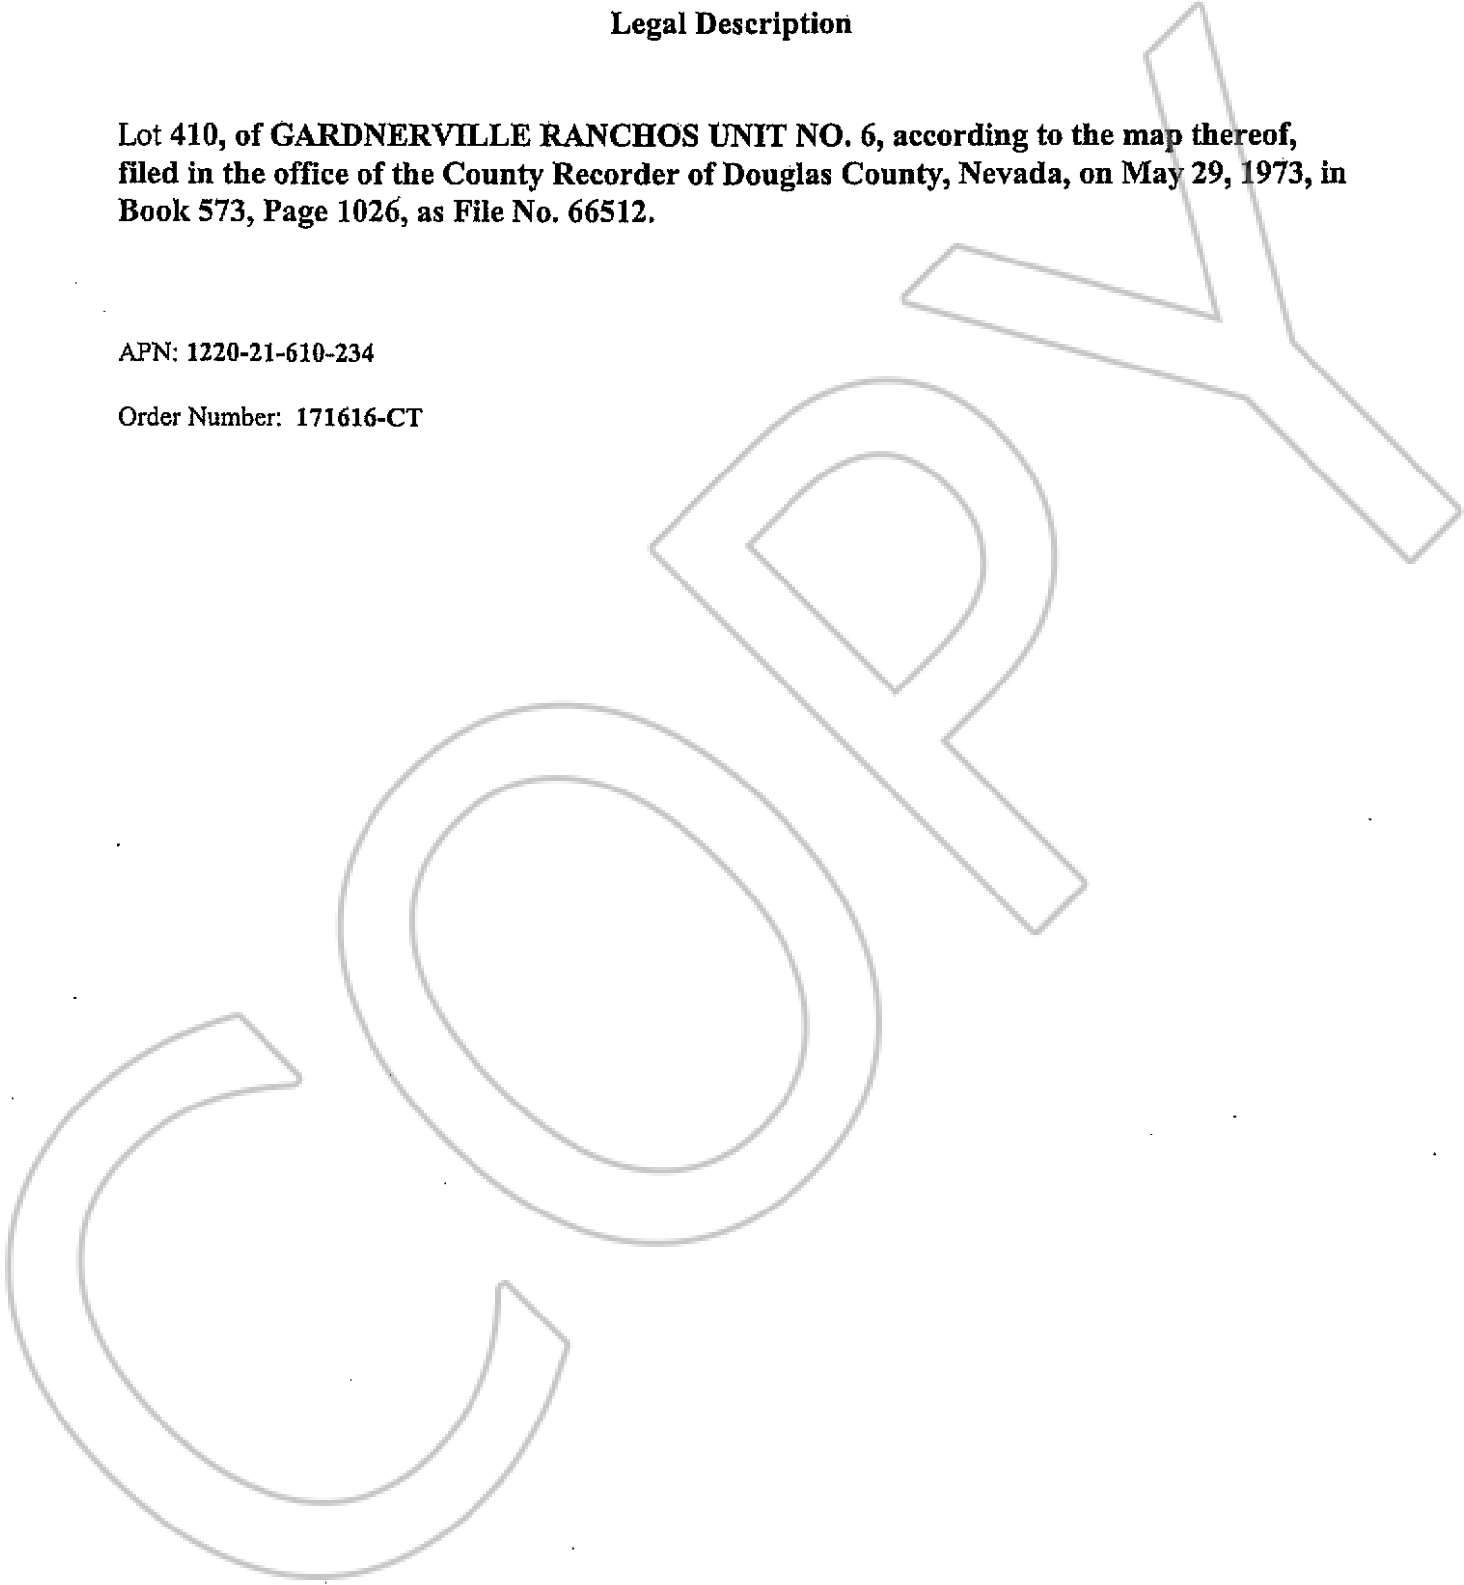 Legal Description
Lot 410, of GARDNERVILLE RANCHOS UNIT NO. 6, according to the map thereof,
filed in the office of the County Recorder of Douglas County, Nevada, on May 29, 1973, in
Book 573, Page 1026, as File No. 66512.
APN: 1220-21-610-234
Order Number: 171616-CT
COPY